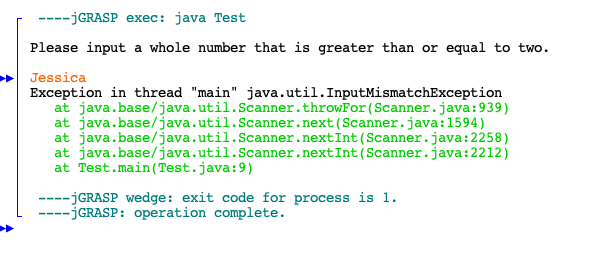 ----jGRASP exec: java Test
Please input a whole number that is greater than or equal to two.
Jessica
Exception in thread "main" java.util.InputMismatchException
at java.base/java.util.Scanner.throwFor(Scanner.java:939)
at java.base/java.util.Scanner.next(Scanner.java:1594)
at java.base/java.util.Scanner.nextInt(Scanner.java:2258)
at java.base/java.util.Scanner.nextInt(Scanner.java:2212)
at Test.main(Test.java:9)
----jGRASP wedge: exit code for process is 1.
----jGRASP: operation complete.